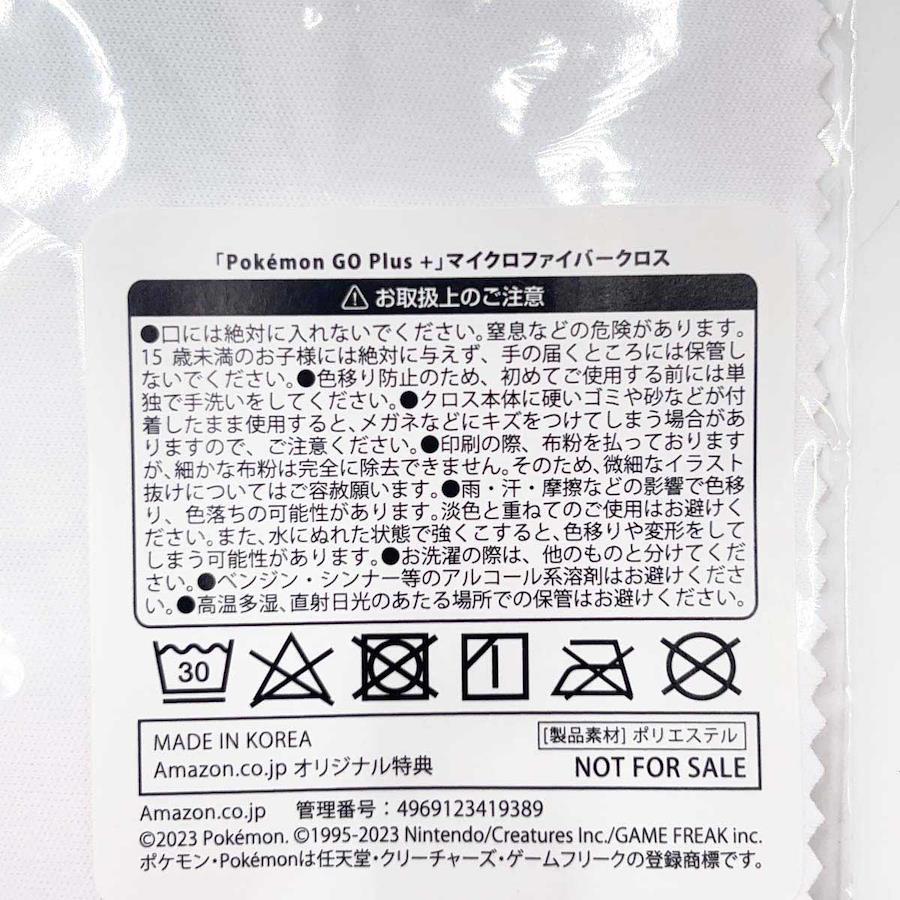 「Pokémon GO Plus +」マイクロファイバークロス
⚠ お取扱上のご注意
●口には絶対に入れないでください。窒息などの危険があります。
15 歳未満のお子様には絶対に与えず、手の届くところには保管し
ないでください。●色移り防止のため、初めてご使用する前には単
独で手洗いをしてください。●クロス本体に硬いゴミや砂などが付
着したまま使用すると、メガネなどにキズをつけてしまう場合があ
りますので、ご注意ください。●印刷の際、布粉を払っております
が、細かな布粉は完全に除去できません。そのため、微細なイラスト
抜けについてはご容赦願います。●雨・汗・摩擦などの影響で色移
り、色落ちの可能性があります。淡色と重ねてのご使用はお避けく
ださい。また、水にぬれた状態で強くこすると、色移りや変形をして
しまう可能性があります。●お洗濯の際は、他のものと分けてくだ
さい。●ベンジン・シンナー等のアルコール系溶剤はお避けくださ
い。●高温多湿、直射日光のあたる場所での保管はお避けください。
30
MADE IN KOREA
[製品素材] ポリエステル
Amazon.co.jp オリジナル特典
NOT FOR SALE
Amazon.co.jp 管理番号：4969123419389
©2023 Pokémon. ©1995-2023 Nintendo/Creatures Inc./GAME FREAK inc.
ポケモン・Pokémonは任天堂・クリーチャーズ・ゲームフリークの登録商標です。